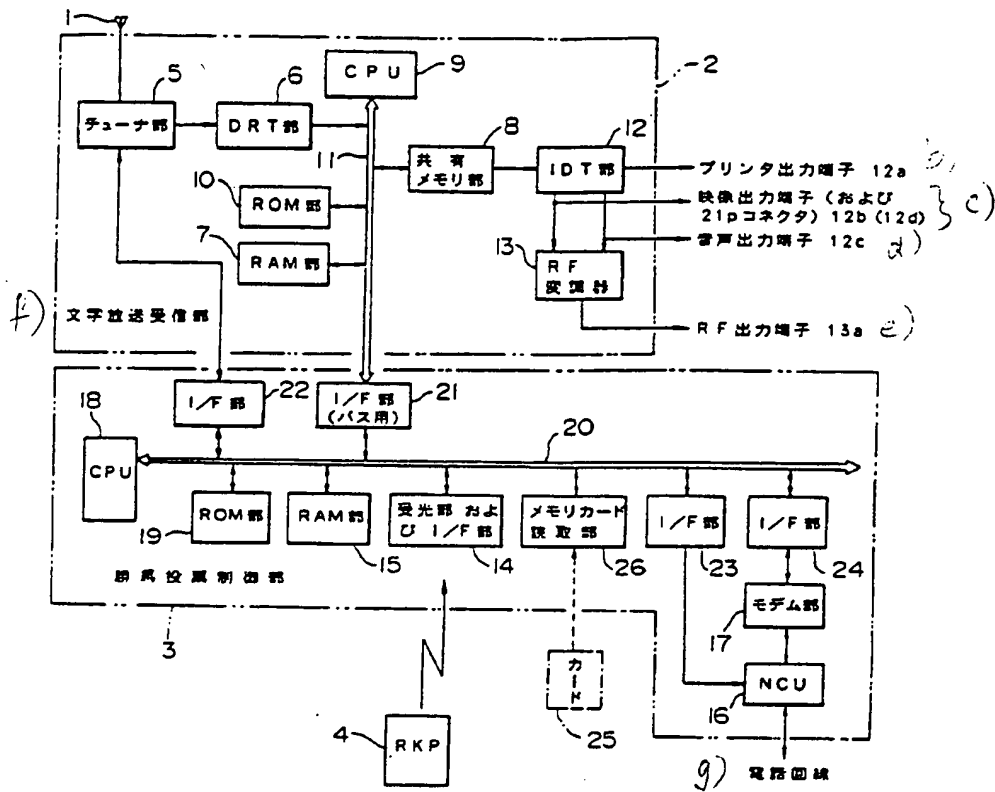 1
2
5
6
CPU
9
チューナ部
DRT部
11
8
12
共有
メモリ部
IDT部
プリンタ出力端子 12a
映像出力端子(および
21pコネクタ) 12b (12d)
c)
音声出力端子 12c
d)
10
ROM部
7
RAM部
13
RF
変調器
RF出力端子 13a
e)
f)
文字放送受信部
I/F部
22
I/F部
(バス用)
21
18
CPU
20
ROM部
19
RAM部
15
受光部および
び I/F部
14
メモリカード
読取部
26
I/F部
23
I/F部
24
勝馬投票制御部
3
モデム部
17
NCU
16
カード
25
4
RKP
g)
電話回線